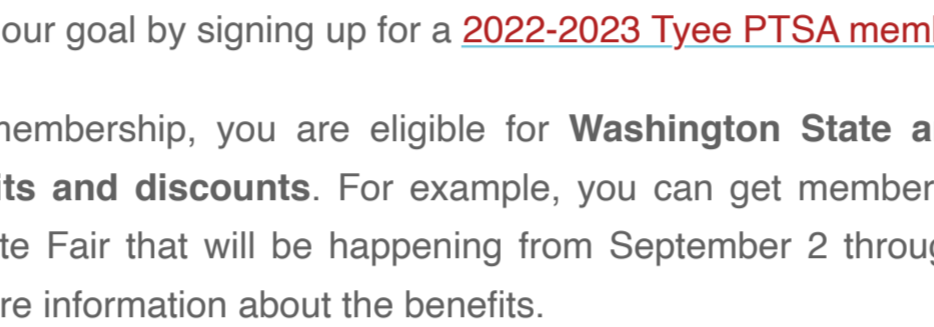 our goal by signing up for a 2022-2023 Tyee PTSA mem
membership, you are eligible for Washington State a
its and discounts. For example, you can get member
te Fair that will be happening from September 2 throug
re information about the benefits.